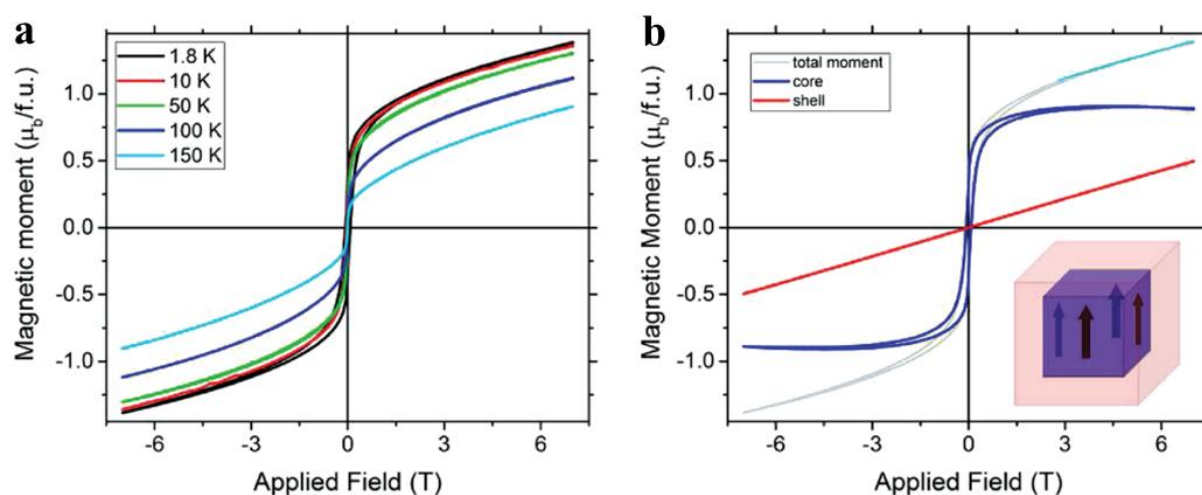 a
1.8 K
10 K
50 K
100 K
150 K
Magnetic moment (μb/f.u.)
1.0
0.5
0.0
-0.5
-1.0
-6 -3 0 3 6
Applied Field (T)
b
total moment
core
shell
Magnetic Moment (μb/f.u.)
1.0
0.5
0.0
-0.5
-1.0
-6 -3 0 3 6
Applied Field (T)